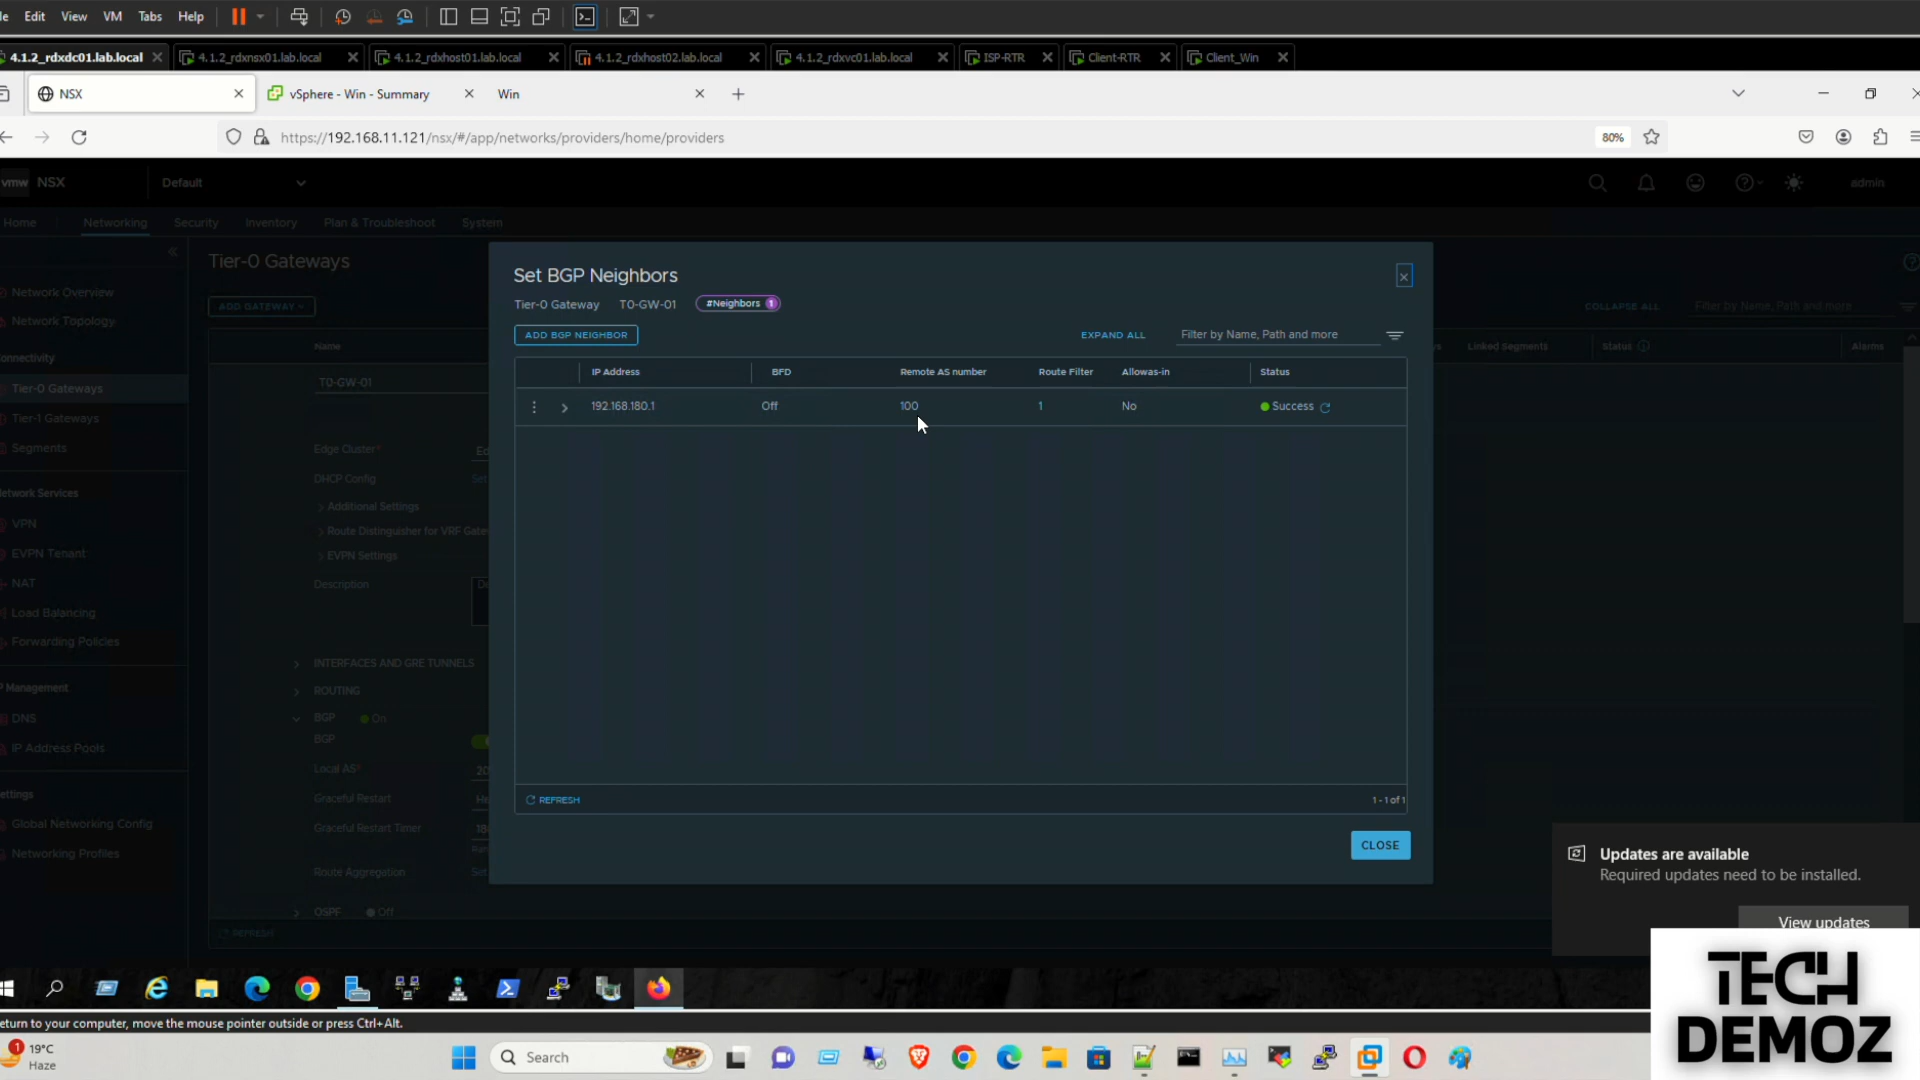 Edit View VM Tabs Help
4.1.2_rdxdc01.lab.local 4.1.2_rdxnsx01.lab.local 4.1.2_rdxhost01.lab.local 4.1.2_rdxhost02.lab.local 4.1.2_rdxvc01.lab.local ISP-RTR Client-RTR Client_Win
NSX vSphere - Win - Summary Win
https://192.168.11.121/nsx/#/app/networks/providers/home/providers 80%
vmw NSX Default admin
Home Networking Security Inventory Plan & Troubleshoot System
Tier-0 Gateways
Set BGP Neighbors
Network Overview
ADD GATEWAY
Tier-0 Gateway T0-GW-01 #Neighbors 1
COLLAPSE ALL Filter by Name, Path and more
Network Topology
ADD BGP NEIGHBOR EXPAND ALL Filter by Name, Path and more
Name Linked Segments Status Alarms
onnectivity
IP Address BFD Remote AS number Route Filter Allowas-in Status
Tier-0 Gateways T0-GW-01
192.168.180.1 Off 100 1 No Success
Tier-1 Gateways
Segments
Edge Cluster* Ed
DHCP Config Set
etwork Services
Additional Settings
VPN
Route Distinguisher for VRF Gate
EVPN Tenant
EVPN Settings
NAT
Description De
Load Balancing
Forwarding Policies
INTERFACES AND GRE TUNNELS
P Management
ROUTING
DNS
BGP On
BGP
IP Address Pools
Local AS* 20
ettings
Graceful Restart He
REFRESH 1 - 1 of 1
Global Networking Config
Graceful Restart Timer 18
CLOSE
Networking Profiles
Route Aggregation Set
Updates are available
Required updates need to be installed.
OSPF Off
View updates
REFRESH
TECH
DEMOZ
eturn to your computer, move the mouse pointer outside or press Ctrl+Alt.
1
19°C
Haze
Search